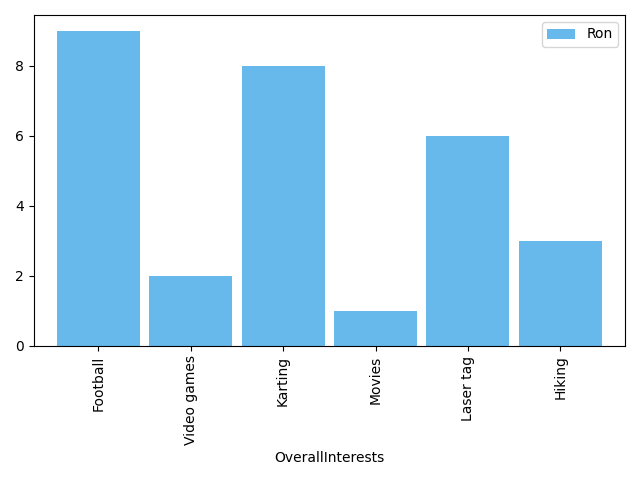 Ron
8
6
4
2
0
Football
Video games
Karting
Movies
Laser tag
Hiking
OverallInterests